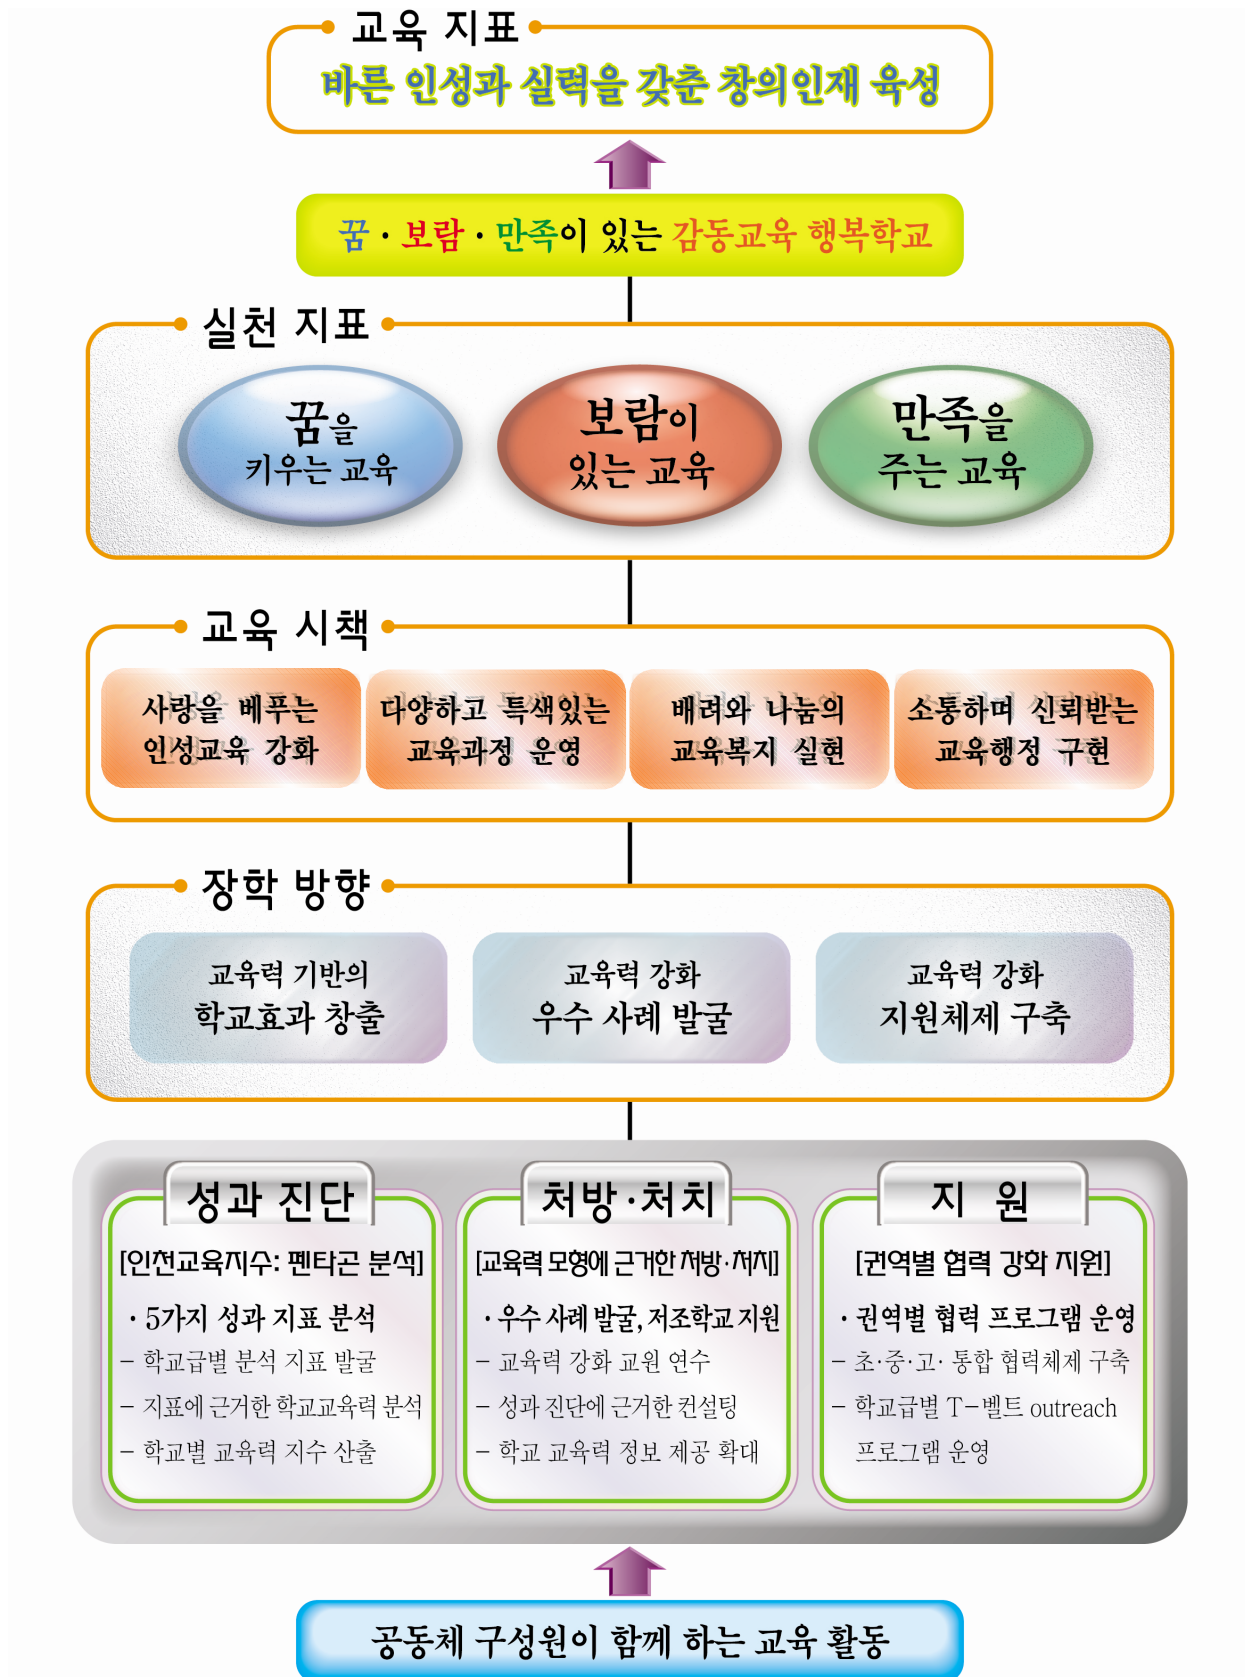 교육 지표
바른 인성과 실력을 갖춘 창의인재 육성
꿈·보람·만족이 있는 감동교육 행복학교
실천 지표
꿈을
키우는 교육
보람이
있는 교육
만족을
주는 교육
교육 시책
사랑을 베푸는
인성교육 강화
다양하고 특색있는
교육과정 운영
배려와 나눔의
교육복지 실현
소통하며 신뢰받는
교육행정 구현
장학 방향
교육력 기반의
학교효과 창출
교육력 강화
우수 사례 발굴
교육력 강화
지원체제 구축
성과 진단
[인천교육지수: 펜타곤 분석]
· 5가지 성과 지표 분석
- 학교급별 분석 지표 발굴
- 지표에 근거한 학교교육력 분석
- 학교별 교육력 지수 산출
처방·처치
[교육력 모형에 근거한 처방·처치]
· 우수 사례 발굴, 저조학교 지원
- 교육력 강화 교원 연수
- 성과 진단에 근거한 컨설팅
- 학교 교육력 정보 제공 확대
지 원
[권역별 협력 강화 지원]
· 권역별 협력 프로그램 운영
- 초·중·고· 통합 협력체제 구축
- 학교급별 T-벨트 outreach
프로그램 운영
공동체 구성원이 함께 하는 교육 활동